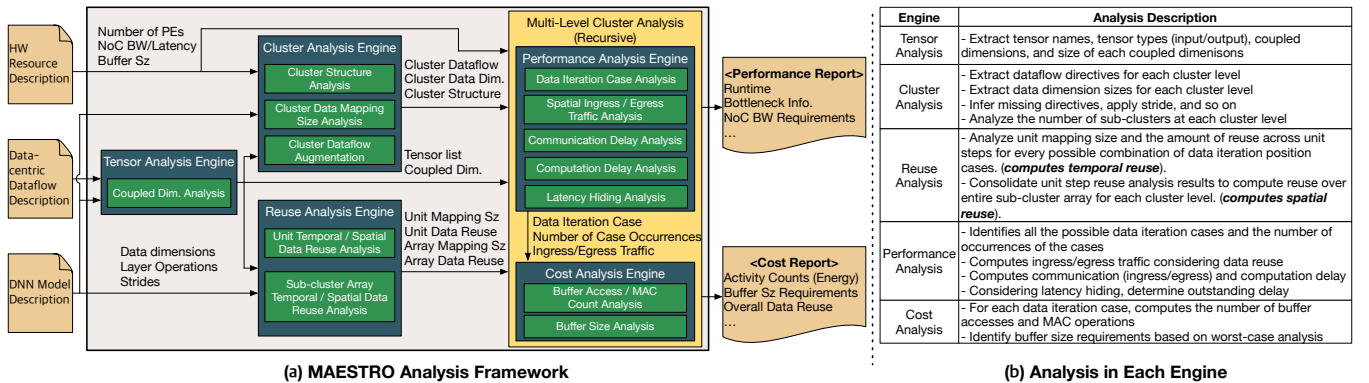 HW
Resource
Description
Data-
centric
Dataflow
Description
DNN Model
Description
Number of PEs
NoC BW/Latency
Buffer Sz
Tensor Analysis Engine
Coupled Dim. Analysis
Data dimensions
Layer Operations
Strides
Cluster Analysis Engine
Cluster Structure
Analysis
Cluster Data Mapping
Size Analysis
Cluster Dataflow
Augmentation
Reuse Analysis Engine
Unit Temporal / Spatial
Data Reuse Analysis
Sub-cluster Array
Temporal / Spatial Data
Reuse Analysis
Cluster Dataflow
Cluster Data Dim.
Cluster Structure
Tensor list
Coupled Dim.
Unit Mapping Sz
Unit Data Reuse
Array Mapping Sz
Array Data Reuse
Multi-Level Cluster Analysis
(Recursive)
Performance Analysis Engine
Data Iteration Case Analysis
Spatial Ingress / Egress
Traffic Analysis
Communication Delay Analysis
Computation Delay Analysis
Latency Hiding Analysis
Data Iteration Case
Number of Case Occurrences
Ingress/Egress Traffic
Cost Analysis Engine
Buffer Access / MAC
Count Analysis
Buffer Size Analysis
<Performance Report>
Runtime
Bottleneck Info.
NoC BW Requirements
...
<Cost Report>
Activity Counts (Energy)
Buffer Sz Requirements
Overall Data Reuse
...
(a) MAESTRO Analysis Framework
Engine Analysis Description
Tensor
Analysis
- Extract tensor names, tensor types (input/output), coupled
dimensions, and size of each coupled dimenisons
Cluster
Analysis
- Extract dataflow directives for each cluster level
- Extract data dimension sizes for each cluster level
- Infer missing directives, apply stride, and so on
- Analyze the number of sub-clusters at each cluster level
Reuse
Analysis
- Analyze unit mapping size and the amount of reuse across unit
steps for every possible combination of data iteration position
cases. (computes temporal reuse).
- Consolidate unit step reuse analysis results to compute reuse over
entire sub-cluster array for each cluster level. (computes spatial
reuse).
Performance
Analysis
- Identifies all the possible data iteration cases and the number of
occurrences of the cases
- Computes ingress/egress traffic considering data reuse
- Computes communication (ingress/egress) and computation delay
- Considering latency hiding, determine outstanding delay
Cost
Analysis
- For each data iteration case, computes the number of buffer
accesses and MAC operations
- Identify buffer size requirements based on worst-case analysis
(b) Analysis in Each Engine